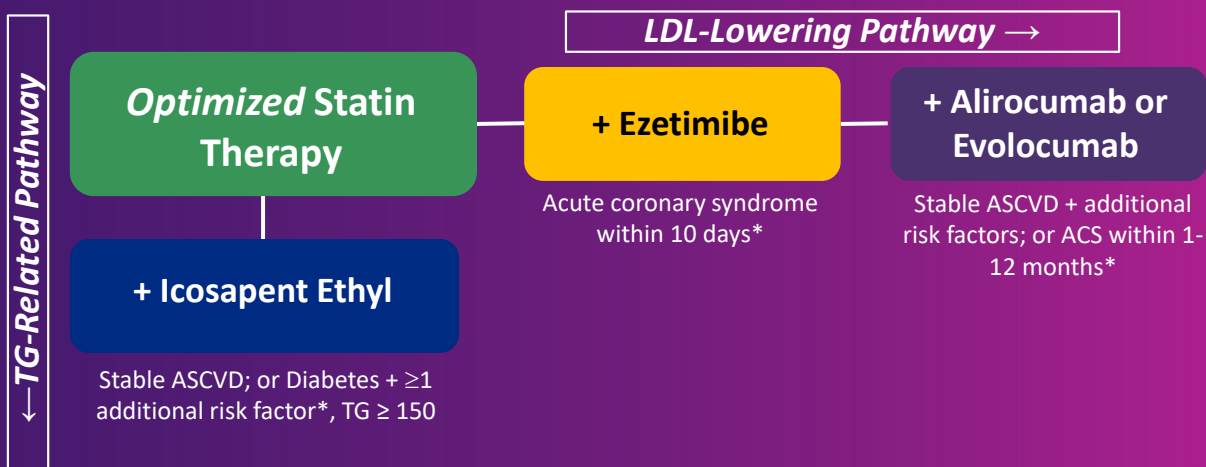 LDL-Lowering Pathway →
←TG-Related Pathway
Optimized Statin
Therapy
+ Ezetimibe
+ Alirocumab or
Evolocumab
Acute coronary syndrome
within 10 days*
Stable ASCVD + additional
risk factors; or ACS within 1-
12 months*
+ Icosapent Ethyl
Stable ASCVD; or Diabetes + ≥1
additional risk factor*, TG ≥ 150